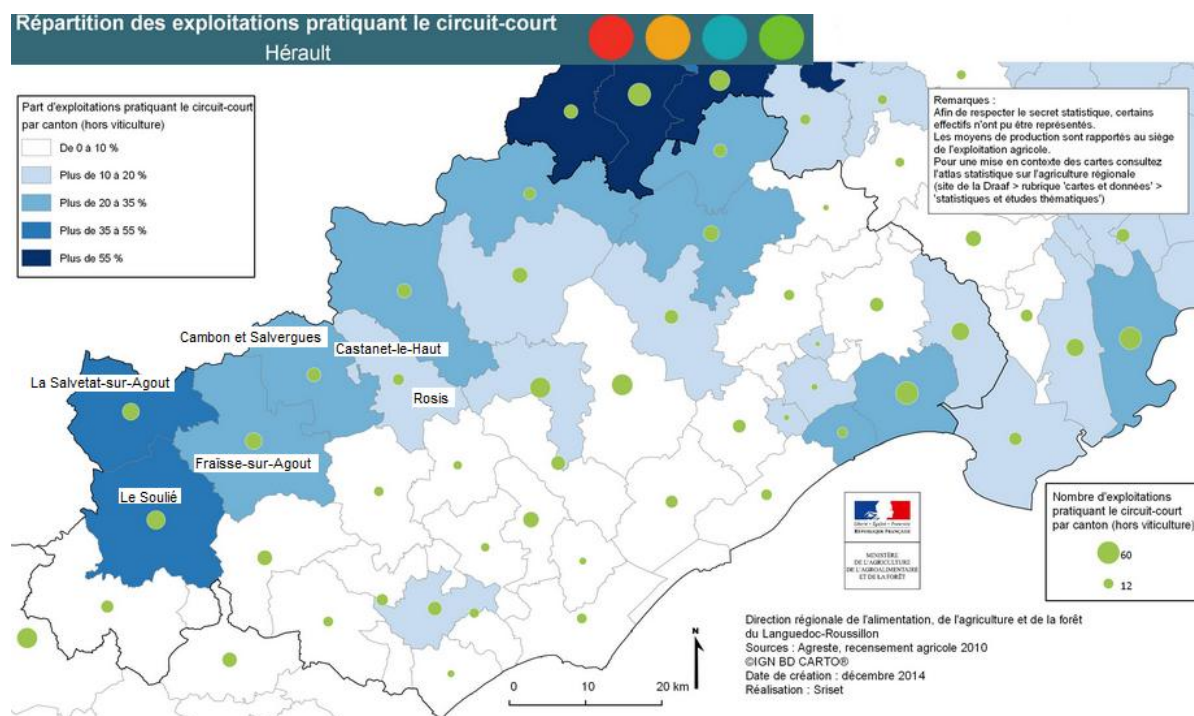 Répartition des exploitations pratiquant le circuit-court
Hérault
Part d'exploitations pratiquant le circuit-court
par canton (hors viticulture)
De 0 à 10 %
Plus de 10 à 20 %
Plus de 20 à 35 %
Plus de 35 à 55 %
Plus de 55 %
Remarques :
Afin de respecter le secret statistique, certains
effectifs n'ont pu être représentés.
Les moyens de production sont rapportés au siège
de l'exploitation agricole.
Pour une mise en contexte des cartes consultez
l'atlas statistique sur l'agriculture régionale
(site de la Draaf > rubrique 'cartes et données' >
'statistiques et études thématiques')
Cambon et Salvergues
Castanet-le-Haut
La Salvetat-sur-Agout
Rosis
Fraïsse-sur-Agout
Le Soulié
Nombre d'exploitations
pratiquant le circuit-court
par canton (hors viticulture)
60
12
Liberté • Égalité • Fraternité
RÉPUBLIQUE FRANÇAISE
MINISTÈRE
DE L'AGRICULTURE
DE L'AGROALIMENTAIRE
ET DE LA FORÊT
Direction régionale de l'alimentation, de l'agriculture et de la forêt
du Languedoc-Roussillon
Sources : Agreste, recensement agricole 2010
©IGN BD CARTO®
Date de création : décembre 2014
Réalisation : Sriset
N
0 10 20 km